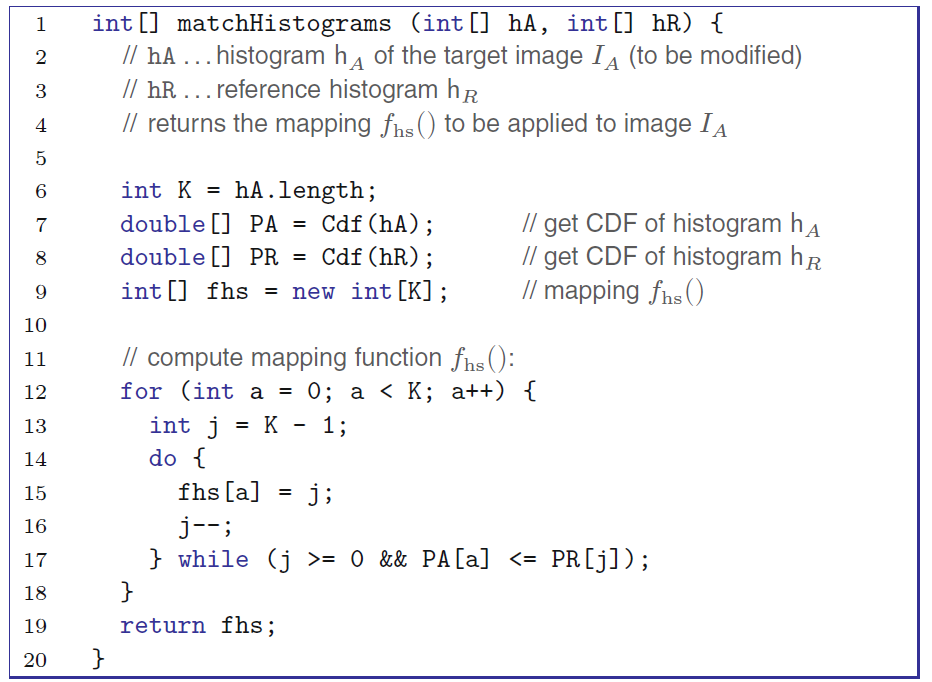 1 int[] matchHistograms (int[] hA, int[] hR) {
2 // hA ... histogram h_A of the target image I_A (to be modified)
3 // hR ... reference histogram h_R
4 // returns the mapping f_hs() to be applied to image I_A
5
6 int K = hA.length;
7 double[] PA = Cdf(hA); // get CDF of histogram h_A
8 double[] PR = Cdf(hR); // get CDF of histogram h_R
9 int[] fhs = new int[K]; // mapping f_hs()
10
11 // compute mapping function f_hs():
12 for (int a = 0; a < K; a++) {
13 int j = K - 1;
14 do {
15 fhs[a] = j;
16 j--;
17 } while (j >= 0 && PA[a] <= PR[j]);
18 }
19 return fhs;
20 }